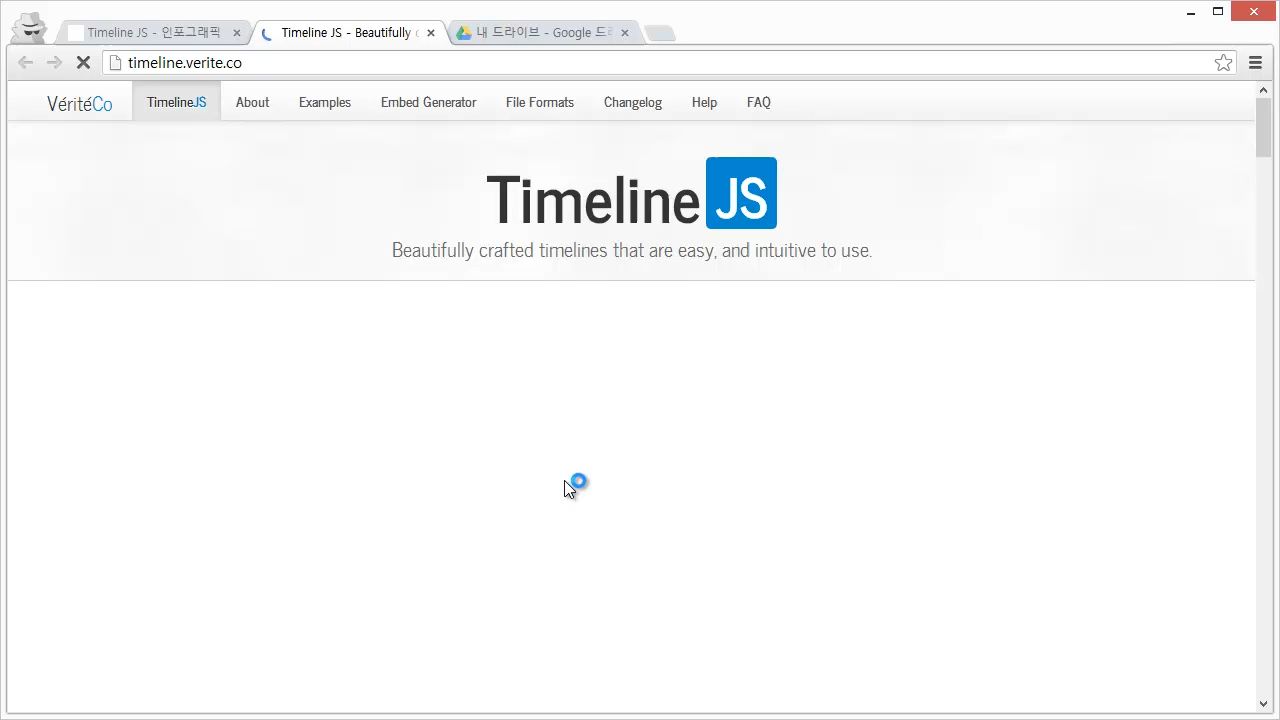 Timeline JS - 인포그래픽
Timeline JS - Beautifully
내 드라이브 - Google
timeline.verite.co
VéritéCo TimelineJS About Examples Embed Generator File Formats Changelog Help FAQ
Timeline JS
Beautifully crafted timelines that are easy, and intuitive to use.